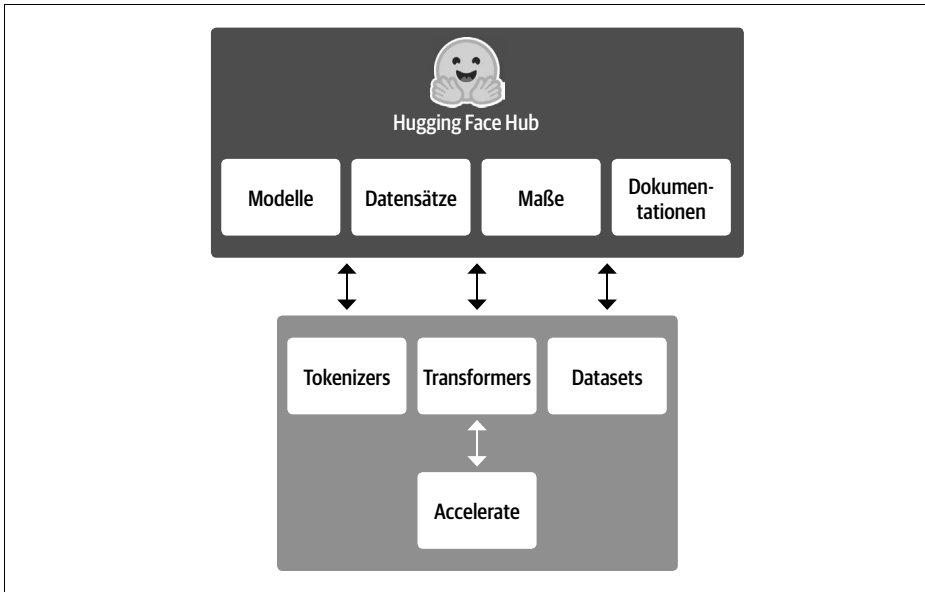 Hugging Face Hub
Modelle
Datensätze
Maße
Dokumen-
tationen
Tokenizers
Transformers
Datasets
Accelerate